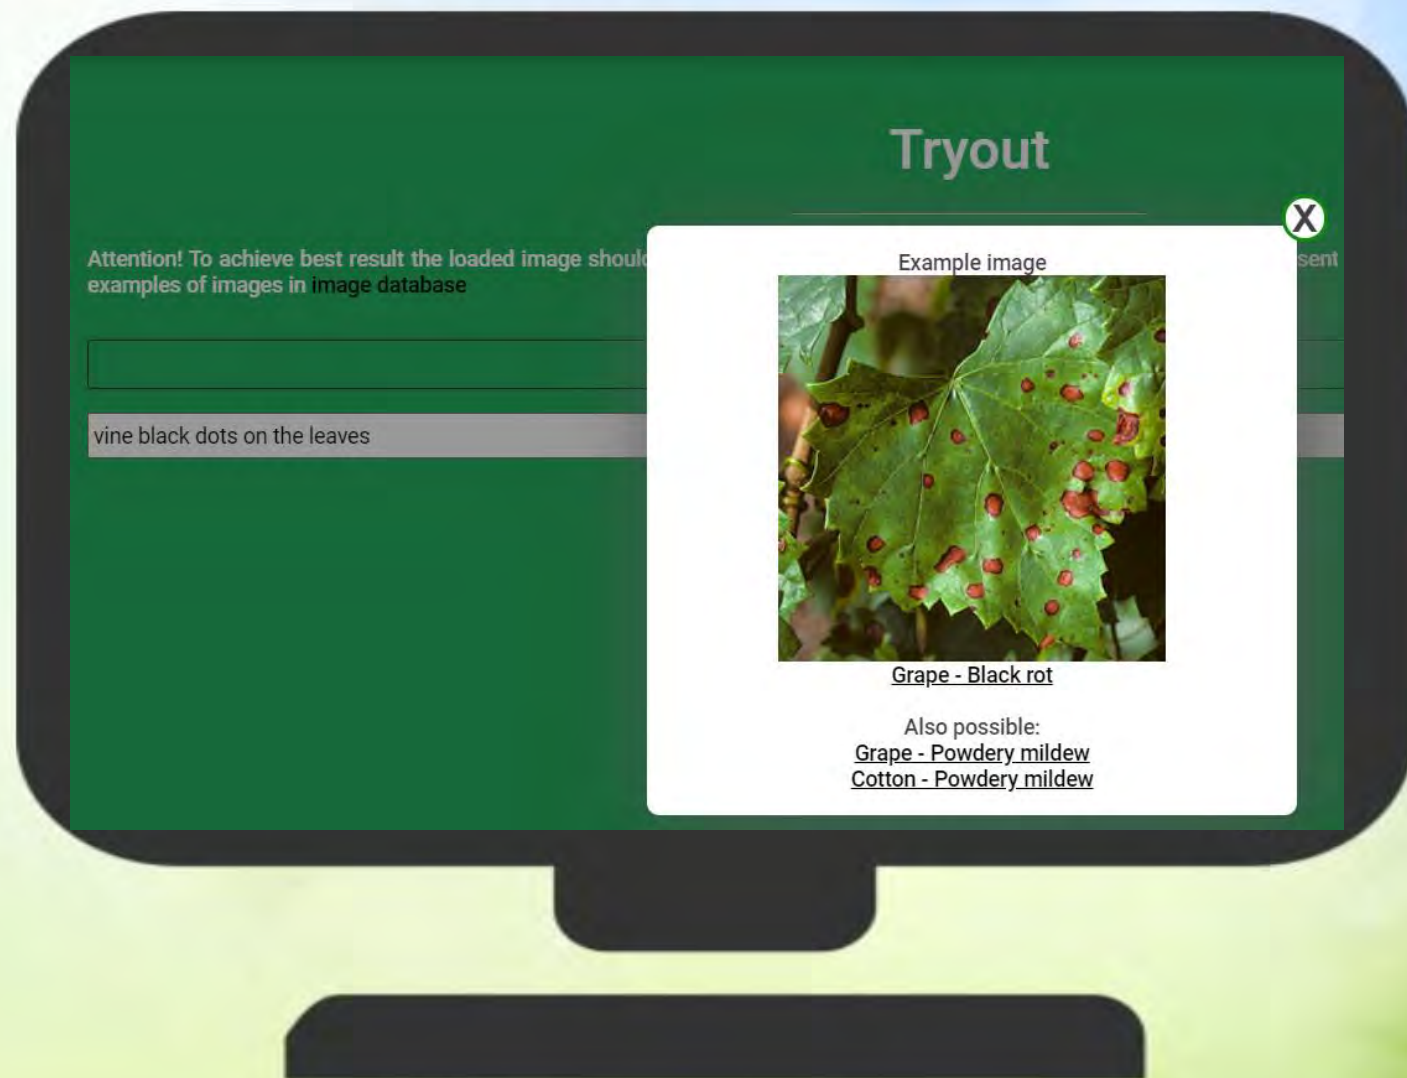 Tryout
X
Attention! To achieve best result the loaded image should
sent
examples of images in image database
vine black dots on the leaves
Example image
Grape - Black rot
Also possible:
Grape - Powdery mildew
Cotton - Powdery mildew